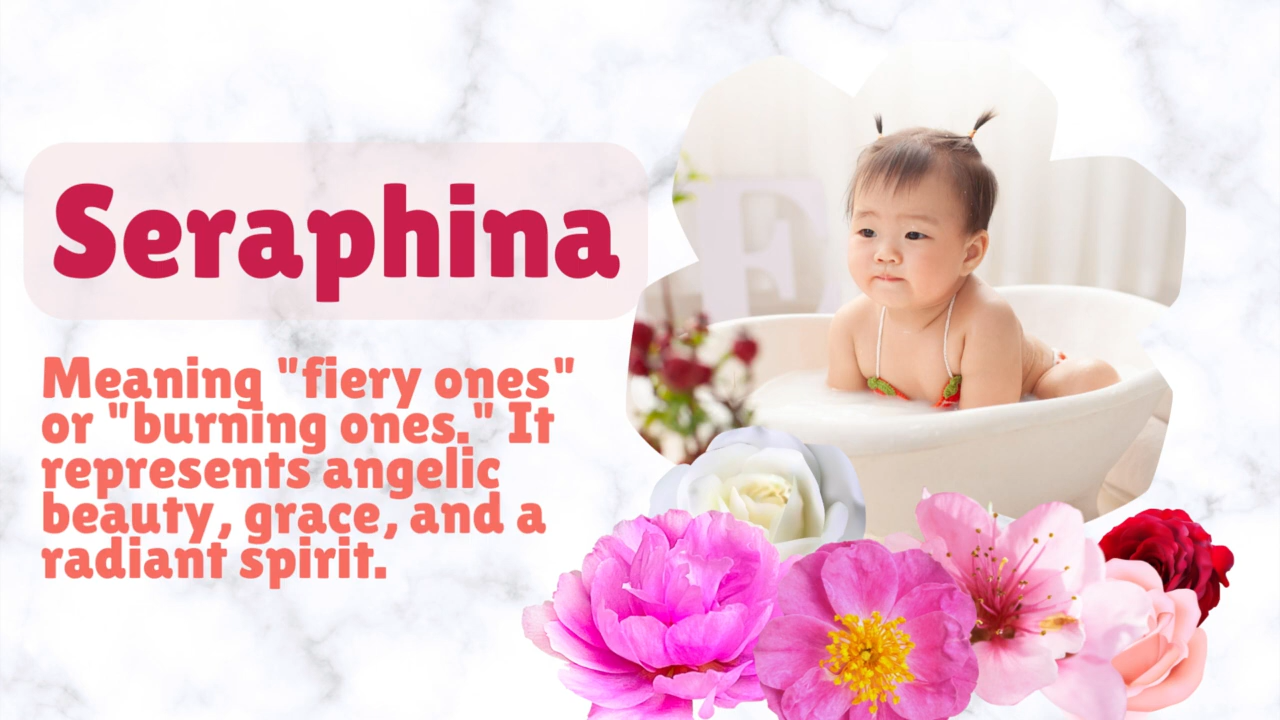 Seraphina
Meaning "fiery ones"
or "burning ones." It
represents angelic
beauty, grace, and a
radiant spirit.
E